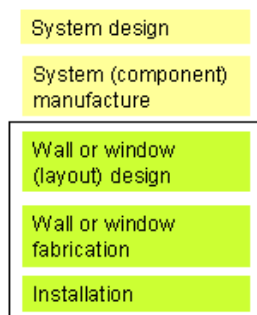 System design
System (component)
manufacture
Wall or window
(layout) design
Wall or window
fabrication
Installation